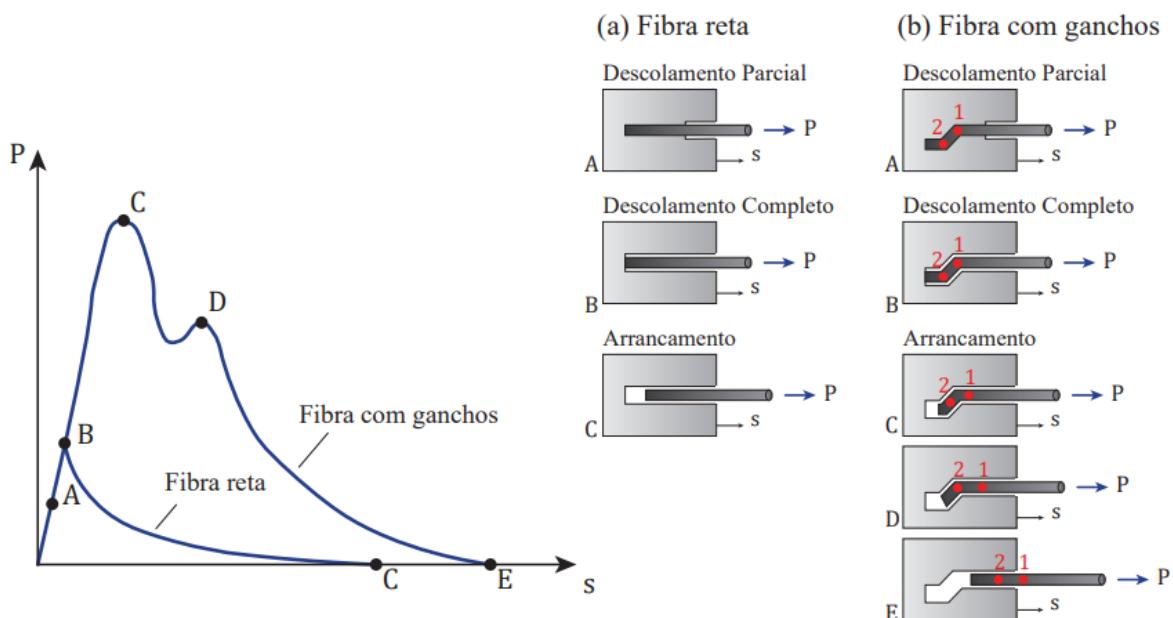 P
C
D
B
A
Fibra com ganchos
Fibra reta
C
E
s
(a) Fibra reta
Descolamento Parcial
P
s
A
Descolamento Completo
P
s
B
Arrancamento
P
s
C
(b) Fibra com ganchos
Descolamento Parcial
1
2
P
s
A
Descolamento Completo
1
2
P
s
B
2 1
P
s
C
2 1
P
s
D
2 1
P
s
E